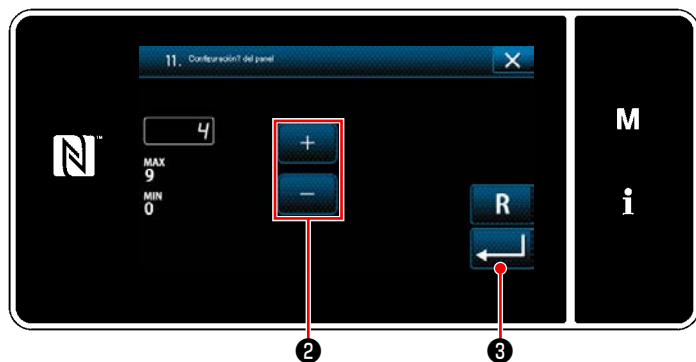 11. Configuración? del panel
4
MAX
9
MIN
0
+
−
R
M
i
❷
❸